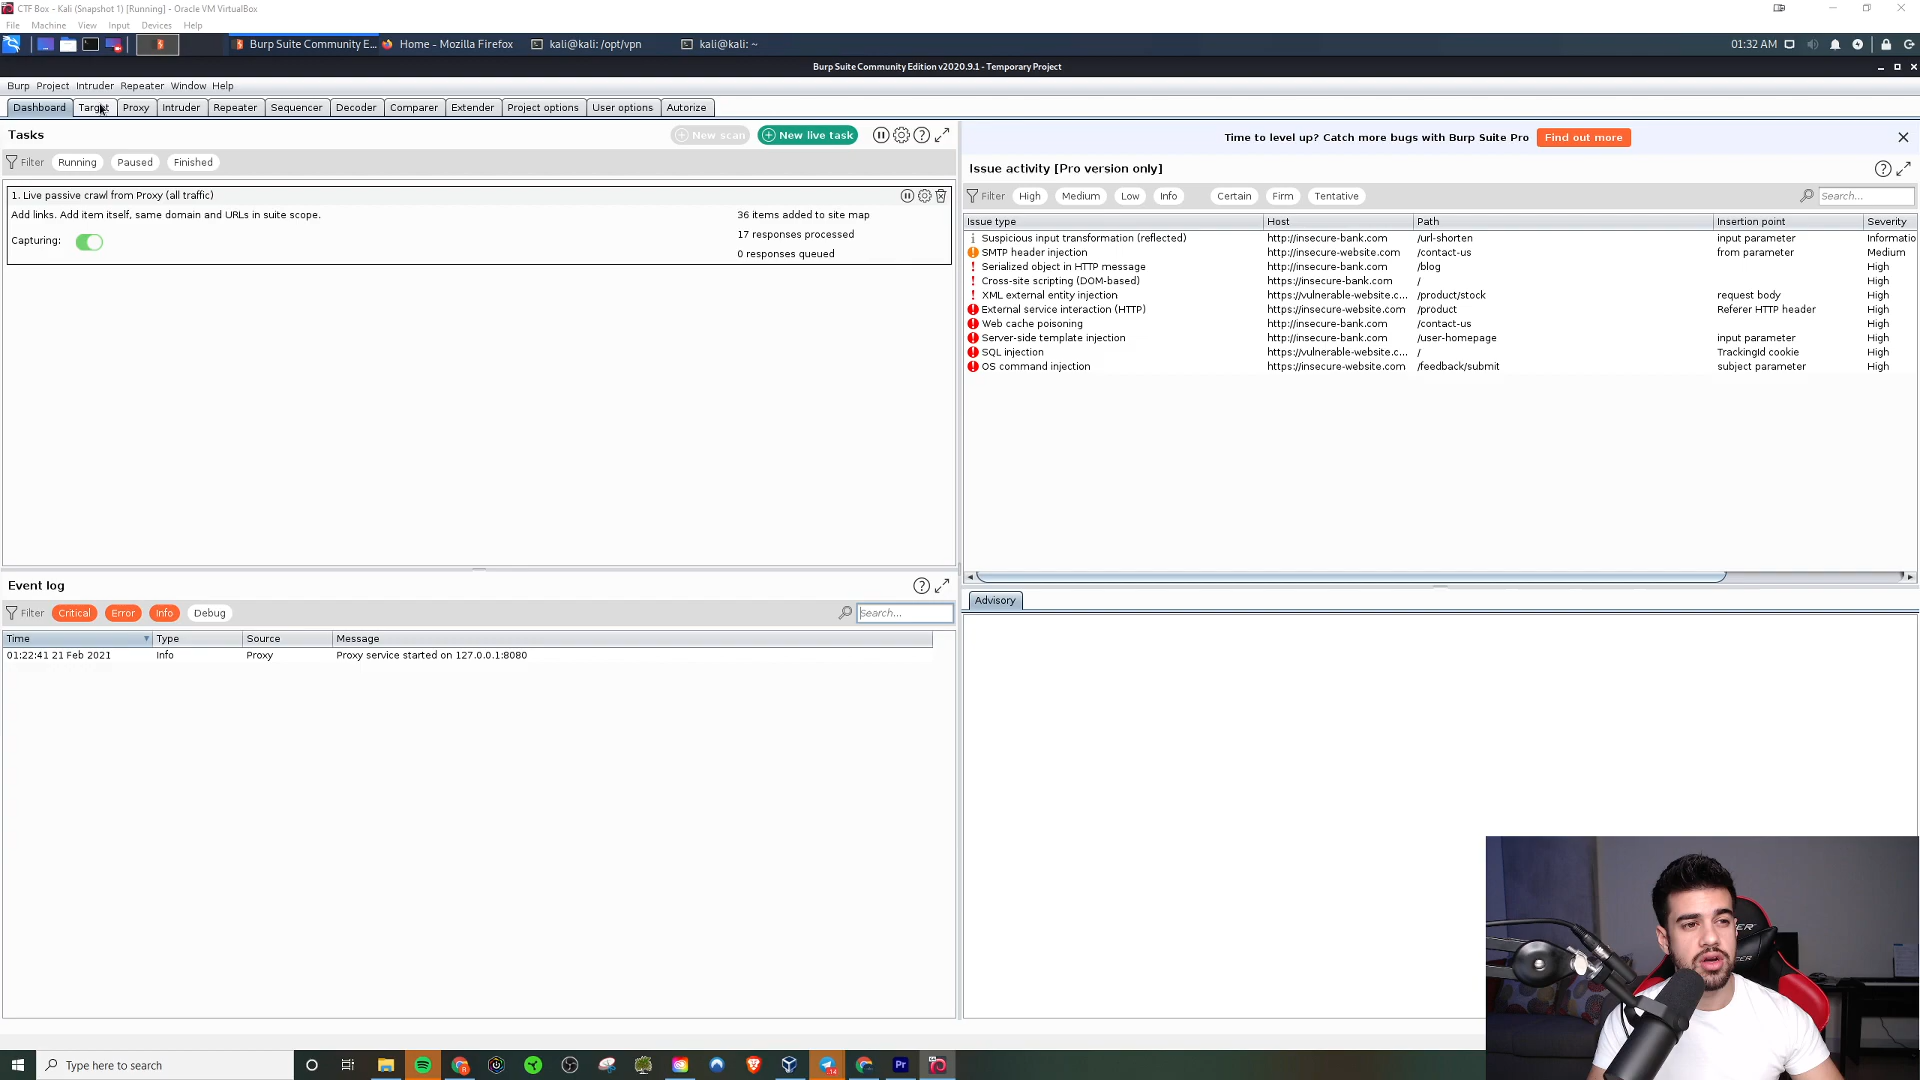 CTF Box - Kali (Snapshot 1) [Running] - Oracle VM VirtualBox
File Machine View Input Devices Help
Burp Suite Community E... Home - Mozilla Firefox kali@kali: /opt/vpn kali@kali: ~ 01:32 AM
Burp Suite Community Edition v2020.9.1 - Temporary Project
Burp Project Intruder Repeater Window Help
Dashboard Target Proxy Intruder Repeater Sequencer Decoder Comparer Extender Project options User options Autorize
Tasks New scan New live task
Filter Running Paused Finished
1. Live passive crawl from Proxy (all traffic)
Add links. Add item itself, same domain and URLs in suite scope. 36 items added to site map
17 responses processed
Capturing:
0 responses queued
Time to level up? Catch more bugs with Burp Suite Pro Find out more
Issue activity [Pro version only]
Filter High Medium Low Info Certain Firm Tentative Search...
Issue type Host Path Insertion point Severity
Suspicious input transformation (reflected) http://insecure-bank.com /url-shorten input parameter Informatio
SMTP header injection http://insecure-website.com /contact-us from parameter Medium
Serialized object in HTTP message http://insecure-bank.com /blog High
Cross-site scripting (DOM-based) http://insecure-bank.com / High
XML external entity injection https://vulnerable-website.c... /product/stock request body High
External service interaction (HTTP) https://insecure-website.com /product Referer HTTP header High
Web cache poisoning http://insecure-bank.com /contact-us High
Server-side template injection http://insecure-bank.com /user-homepage input parameter High
SQL injection https://vulnerable-website.c... / TrackingId cookie High
OS command injection https://insecure-website.com /feedback/submit subject parameter High
Event log
Filter Critical Error Info Debug Search...
Time Type Source Message
01:22:41 21 Feb 2021 Info Proxy Proxy service started on 127.0.0.1:8080
Advisory
Type here to search
Pr